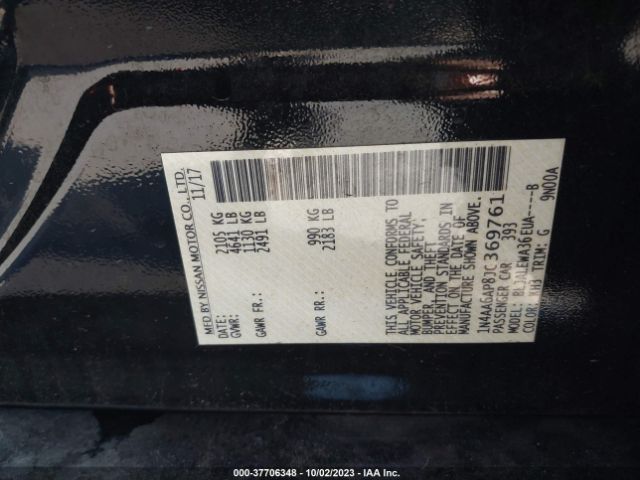 MFD BY NISSAN MOTOR CO., LTD.
DATE: 11/17
GVWR: 2105 KG
4641 LB
GAWR FR.: 1130 KG
2491 LB
GAWR RR.: 990 KG
2183 LB
THIS VEHICLE CONFORMS TO
ALL APPLICABLE FEDERAL
MOTOR VEHICLE SAFETY,
BUMPER, AND THEFT
PREVENTION STANDARDS IN
EFFECT ON THE DATE OF
MANUFACTURE SHOWN ABOVE.
1N4AA6AP8JC369761
PASSENGER CAR 393
MODEL: BL3ALEWA36EUA----B
COLOR: KH3 TRIM: G 9N00A
000-37706348 | 10/02/2023 | IAA Inc.